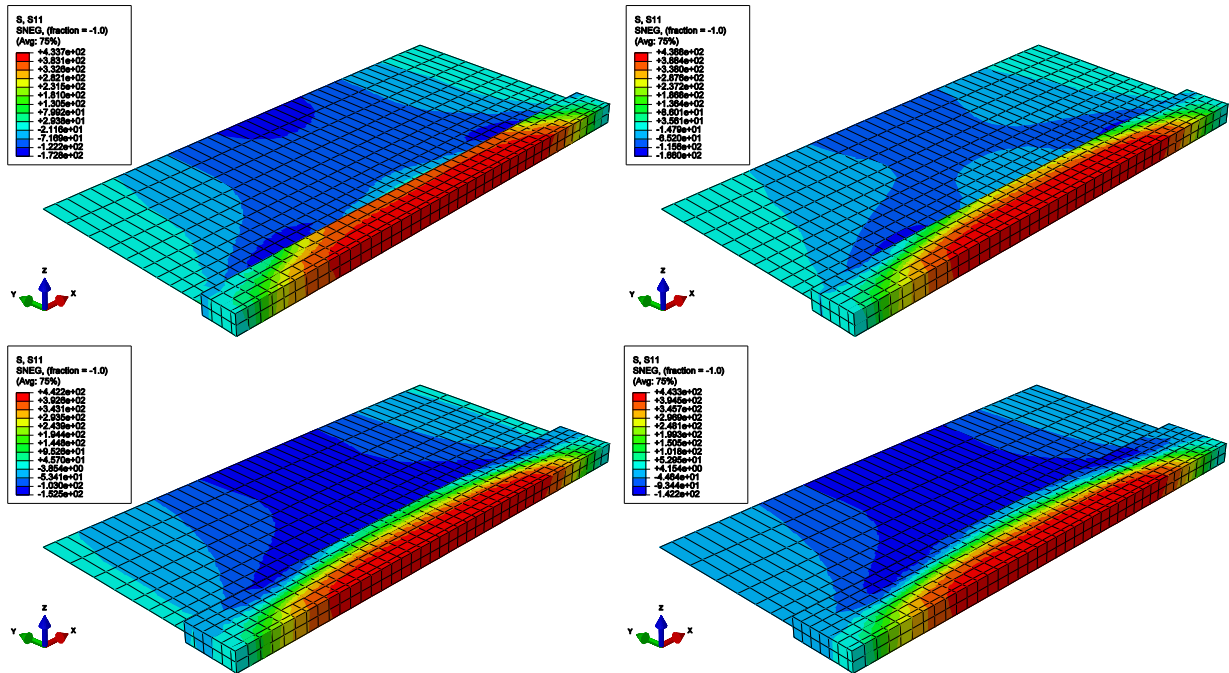 S, S11
SNEG, (fraction = -1.0)
(Avg: 75%)
+4.337e+02
+3.831e+02
+3.326e+02
+2.821e+02
+2.315e+02
+1.810e+02
+1.305e+02
+7.992e+01
+2.938e+01
-2.116e+01
-7.169e+01
-1.222e+02
-1.728e+02
Z
Y
X
S, S11
SNEG, (fraction = -1.0)
(Avg: 75%)
+4.368e+02
+3.864e+02
+3.360e+02
+2.876e+02
+2.372e+02
+1.868e+02
+1.364e+02
+8.601e+01
+3.561e+01
-1.479e+01
-6.520e+01
-1.156e+02
-1.660e+02
Z
Y
X
S, S11
SNEG, (fraction = -1.0)
(Avg: 75%)
+4.422e+02
+3.926e+02
+3.431e+02
+2.935e+02
+2.439e+02
+1.944e+02
+1.448e+02
+9.528e+01
+4.570e+01
-3.854e+00
-5.341e+01
-1.030e+02
-1.525e+02
Z
Y
X
S, S11
SNEG, (fraction = -1.0)
(Avg: 75%)
+4.433e+02
+3.945e+02
+3.457e+02
+2.969e+02
+2.481e+02
+1.993e+02
+1.505e+02
+1.018e+02
+5.295e+01
+4.154e+00
-4.464e+01
-9.344e+01
-1.422e+02
Z
Y
X